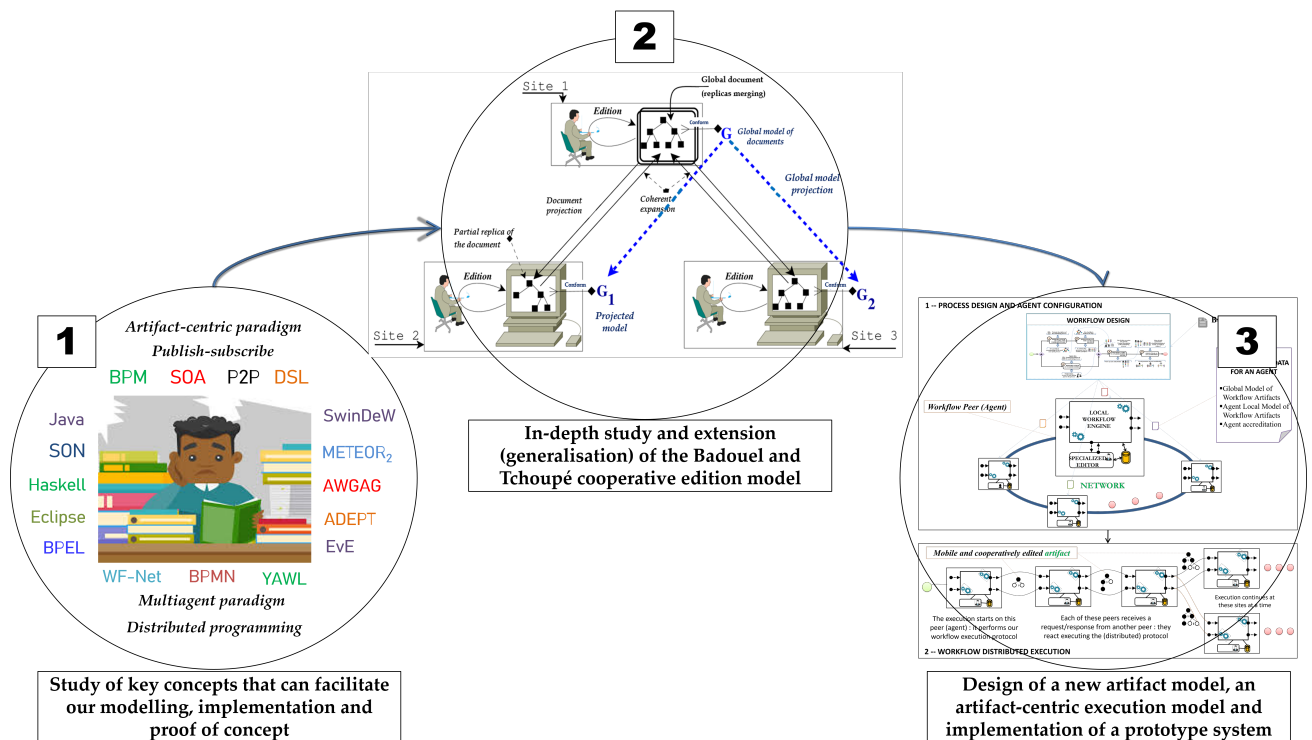 1
Artifact-centric paradigm
Publish-subscribe
BPM SOA P2P DSL
Java
SON
Haskell
Eclipse
BPEL
SwinDeW
METEOR2
AWGAG
ADEPT
EvE
WF-Net BPMN YAWL
Multiagent paradigm
Distributed programming
Study of key concepts that can facilitate
our modelling, implementation and
proof of concept
2
Site 1
Edition
Global document
(replicas merging)
Conform
G
Global model of
documents
Global model
projection
Document
projection
Coherente
expansion
Partial replica of
the document
Edition
Conform
G1
Projected
model
Site 2
Edition
Conform
G2
Site 3
In-depth study and extension
(generalisation) of the Badouel and
Tchoupé cooperative edition model
3
1 -- PROCESS DESIGN AND AGENT CONFIGURATION
WORKFLOW DESIGN
B
DATA
FOR AN AGENT
•Global Model of
Workflow Artifacts
•Agent Local Model of
Workflow Artifacts
•Agent accreditation
Workflow Peer (Agent)
LOCAL
WORKFLOW
ENGINE
SPECIALIZED
EDITOR
NETWORK
Mobile and cooperatively edited artifact
The execution starts on this
peer (agent) : it performs our
workflow execution protocol
Each of these peers receives a
request/response from another peer : they
react executing the (distributed) protocol
Execution continues at
these sites at a time
2 -- WORKFLOW DISTRIBUTED EXECUTION
Design of a new artifact model, an
artifact-centric execution model and
implementation of a prototype system